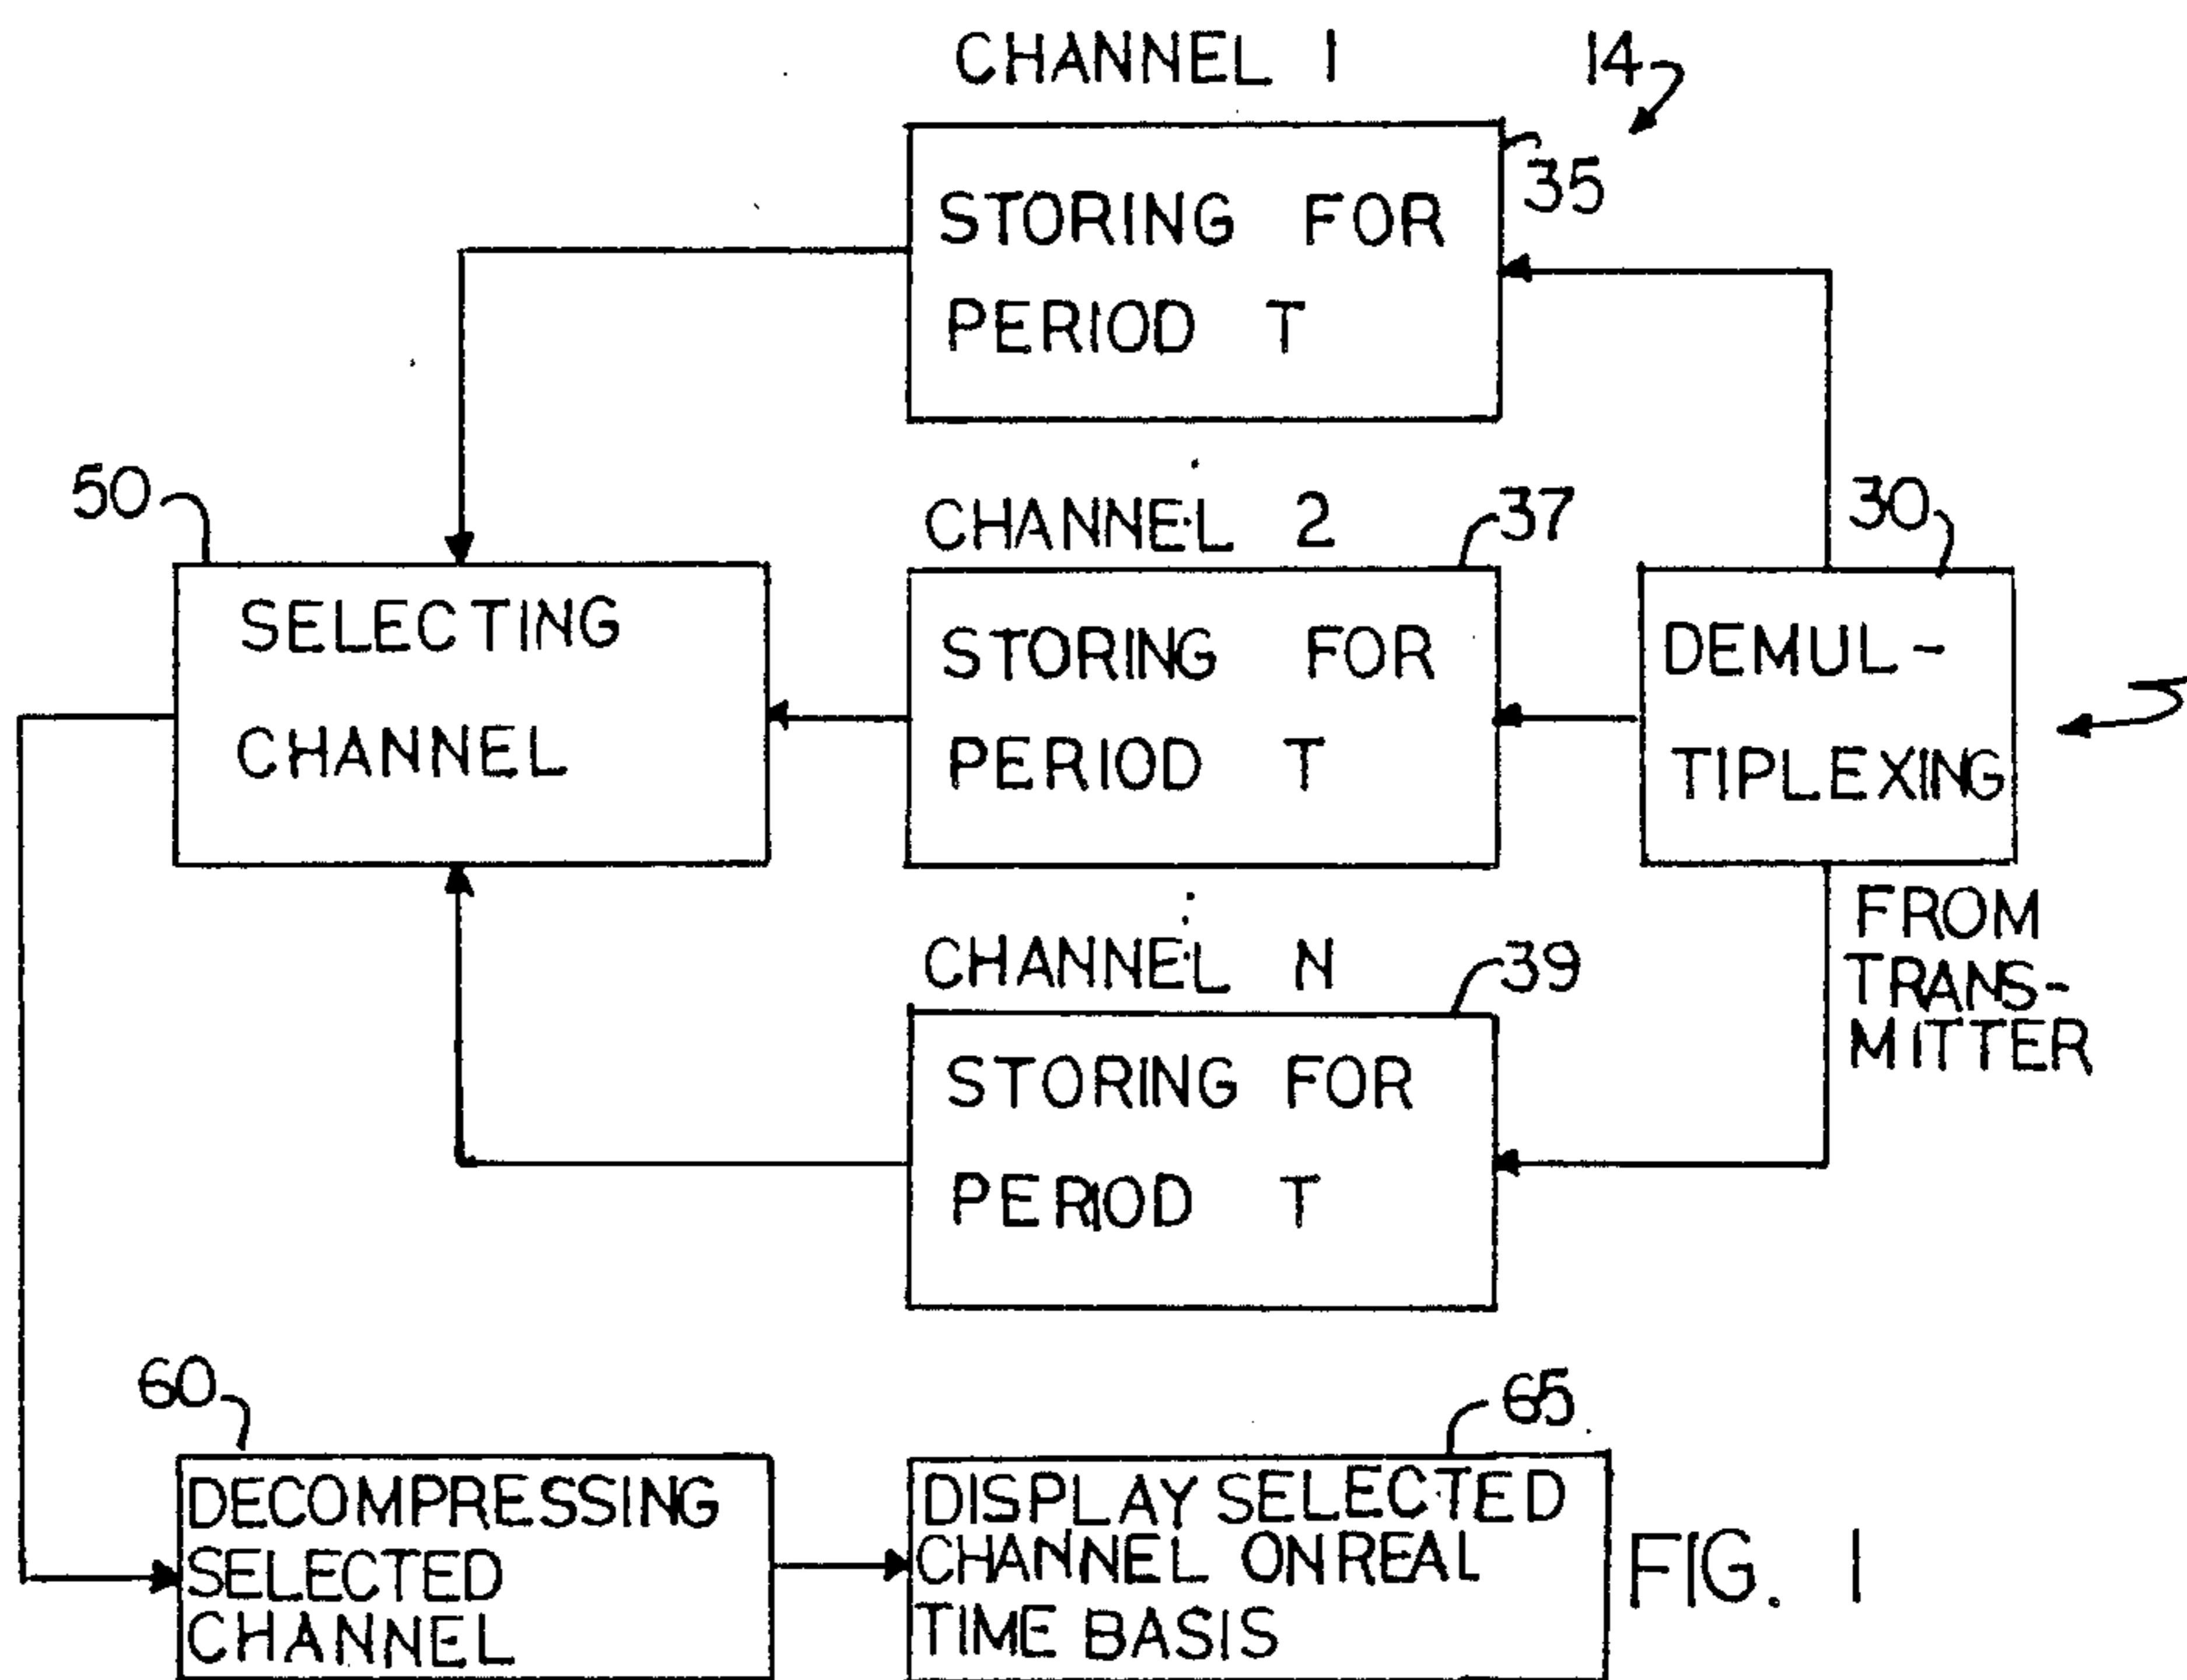 CHANNEL 1
14
35
STORING FOR
PERIOD T
50
CHANNEL 2
37
30
SELECTING
CHANNEL
STORING FOR
PERIOD T
DEMUL-
TIPLEXING
FROM
TRANS-
MITTER
CHANNEL N
39
STORING FOR
PERIOD T
60
65
DECOMPRESSING
SELECTED
CHANNEL
DISPLAY SELECTED
CHANNEL ON REAL
TIME BASIS
FIG. 1